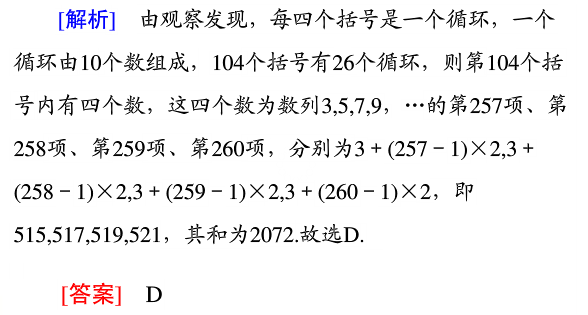 [解析] 由观察发现，每四个括号是一个循环，一个
循环由10个数组成，104个括号有26个循环，则第104个括
号内有四个数，这四个数为数列3,5,7,9，…的第257项、第
258项、第259项、第260项，分别为3＋(257－1)×2,3＋
(258－1)×2,3＋(259－1)×2,3＋(260－1)×2，即
515,517,519,521，其和为2072.故选D.
[答案] D